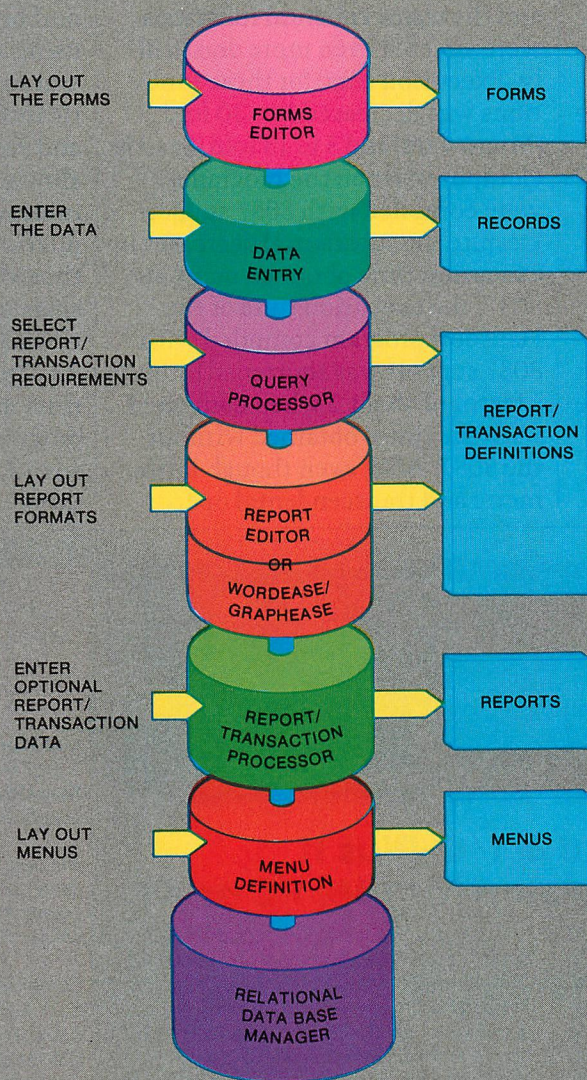 LAY OUT
THE FORMS
FORMS
EDITOR
FORMS
ENTER
THE DATA
DATA
ENTRY
RECORDS
SELECT
REPORT/
TRANSACTION
REQUIREMENTS
QUERY
PROCESSOR
REPORT/
TRANSACTION
DEFINITIONS
LAY OUT
REPORT
FORMATS
REPORT
EDITOR
OR
WORDEASE/
GRAPHEASE
ENTER
OPTIONAL
REPORT/
TRANSACTION
DATA
REPORT/
TRANSACTION
PROCESSOR
REPORTS
LAY OUT
MENUS
MENU
DEFINITION
MENUS
RELATIONAL
DATA BASE
MANAGER